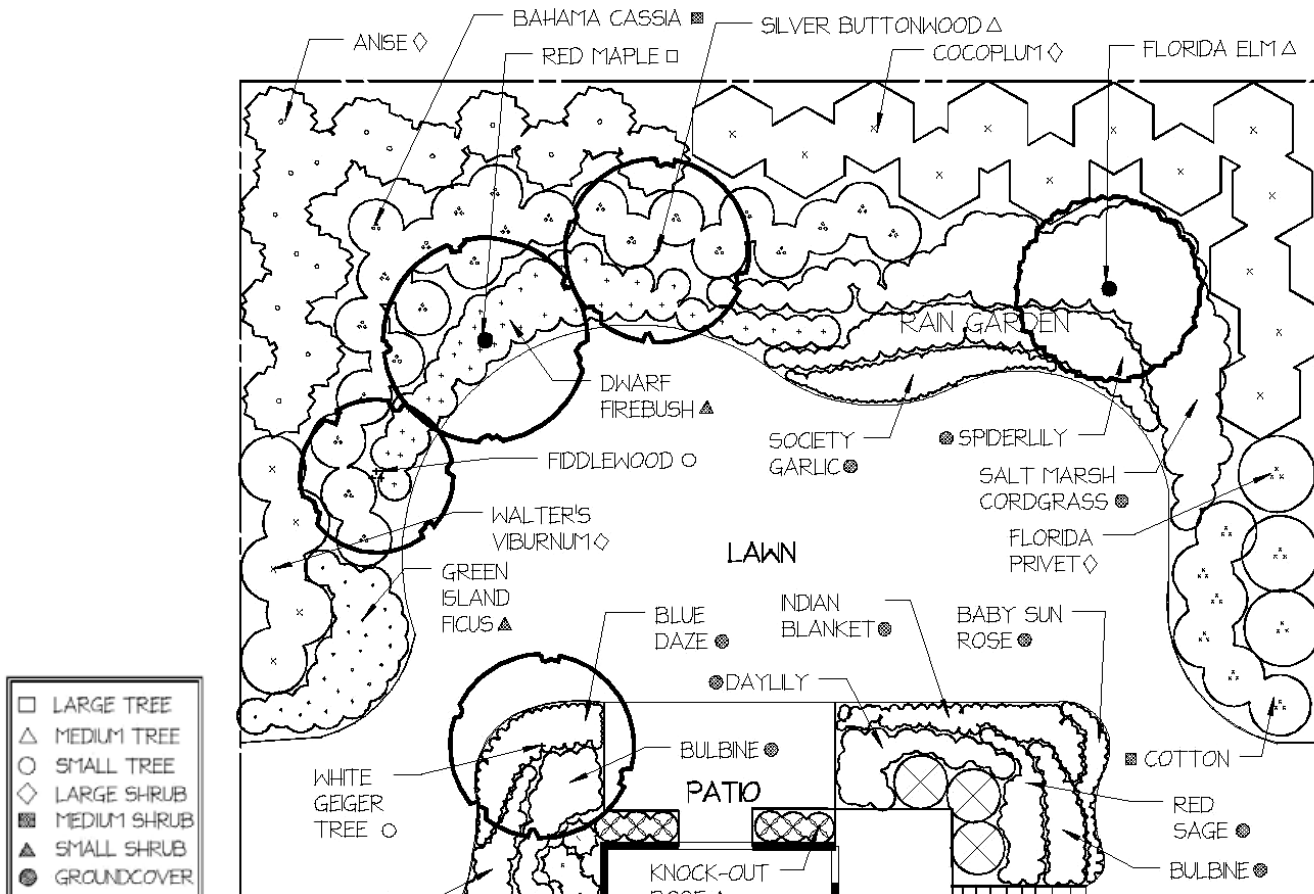 BAHAMA CASSIA
SILVER BUTTONWOOD
ANISE
RED MAPLE
COCOPLUM
FLORIDA ELM
RAIN GARDEN
DWARF
FIREBUSH
SOCIETY
GARLIC
SPIDERLILY
FIDDLEWOOD
SALT MARSH
CORDGRASS
WALTER'S
VIBURNUM
FLORIDA
PRIVET
LAWN
GREEN
ISLAND
FICUS
BLUE
DAZE
INDIAN
BLANKET
BABY SUN
ROSE
DAYLILY
BULBINE
COTTON
WHITE
GEIGER
TREE
PATIO
RED
SAGE
BULBINE
KNOCK-OUT
LARGE TREE
MEDIUM TREE
SMALL TREE
LARGE SHRUB
MEDIUM SHRUB
SMALL SHRUB
GROUNDCOVER